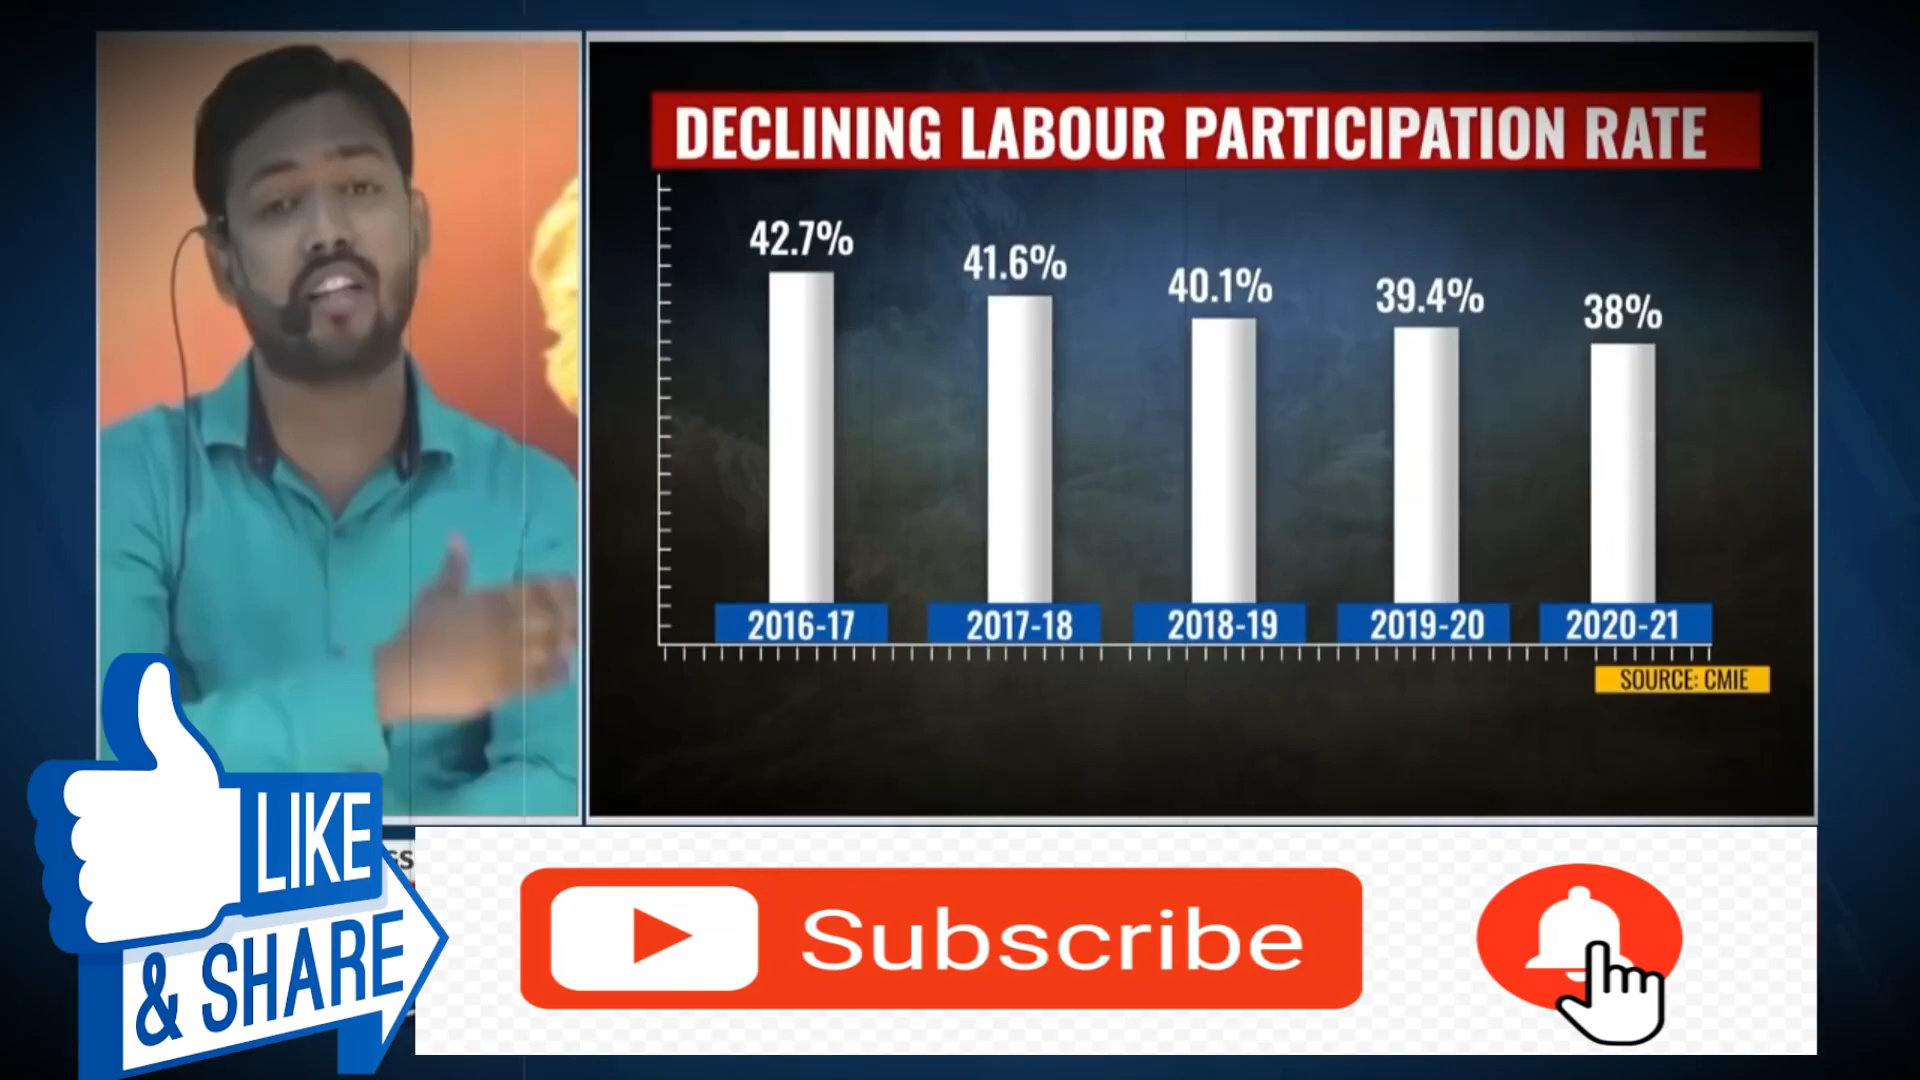 DECLINING LABOUR PARTICIPATION RATE
42.7%
41.6%
40.1%
39.4%
38%
2016-17
2017-18
2018-19
2019-20
2020-21
SOURCE: CMIE
LIKE
& SHARE
Subscribe